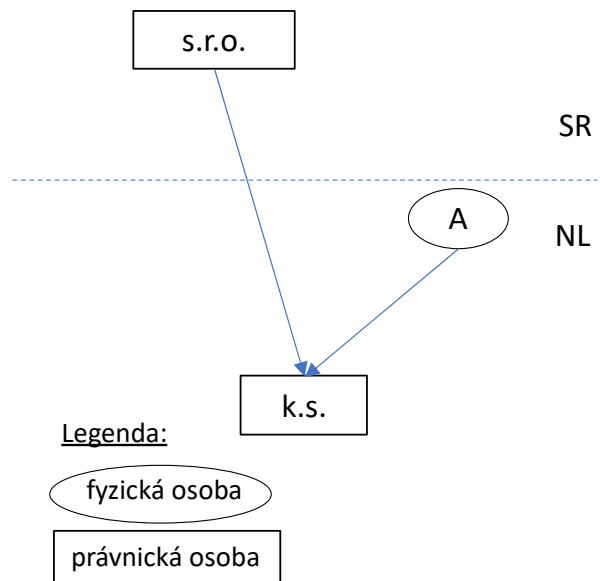 s.r.o.
SR
A
NL
k.s.
Legenda:
fyzická osoba
právnická osoba